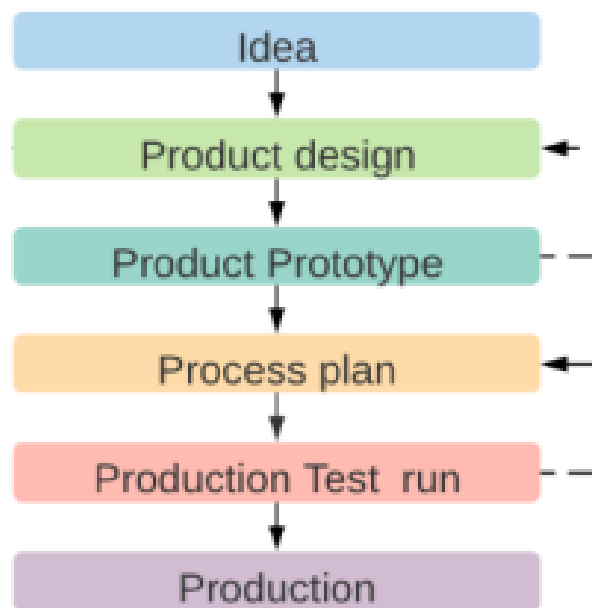 Idea
Product design
Product Prototype
Process plan
Production Test run
Production